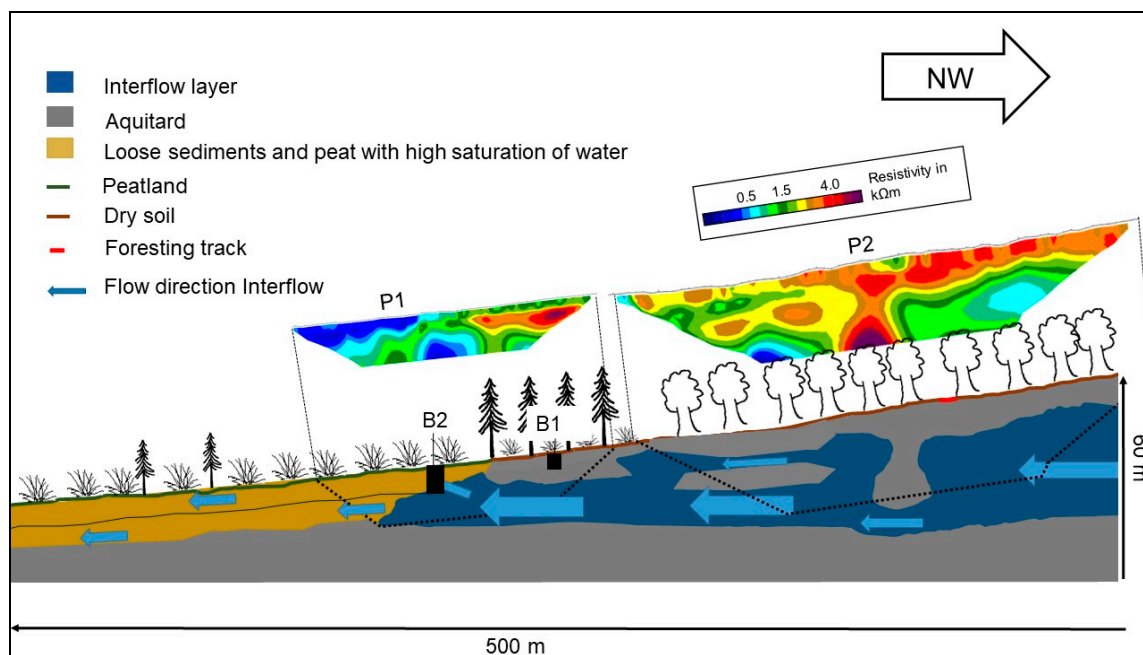 NW
Interflow layer
Aquitard
Loose sediments and peat with high saturation of water
Peatland
Dry soil
Foresting track
Flow direction Interflow
0.5 1.5 4.0 Resistivity in
kΩm
P2
P1
B2
B1
60 m
500 m